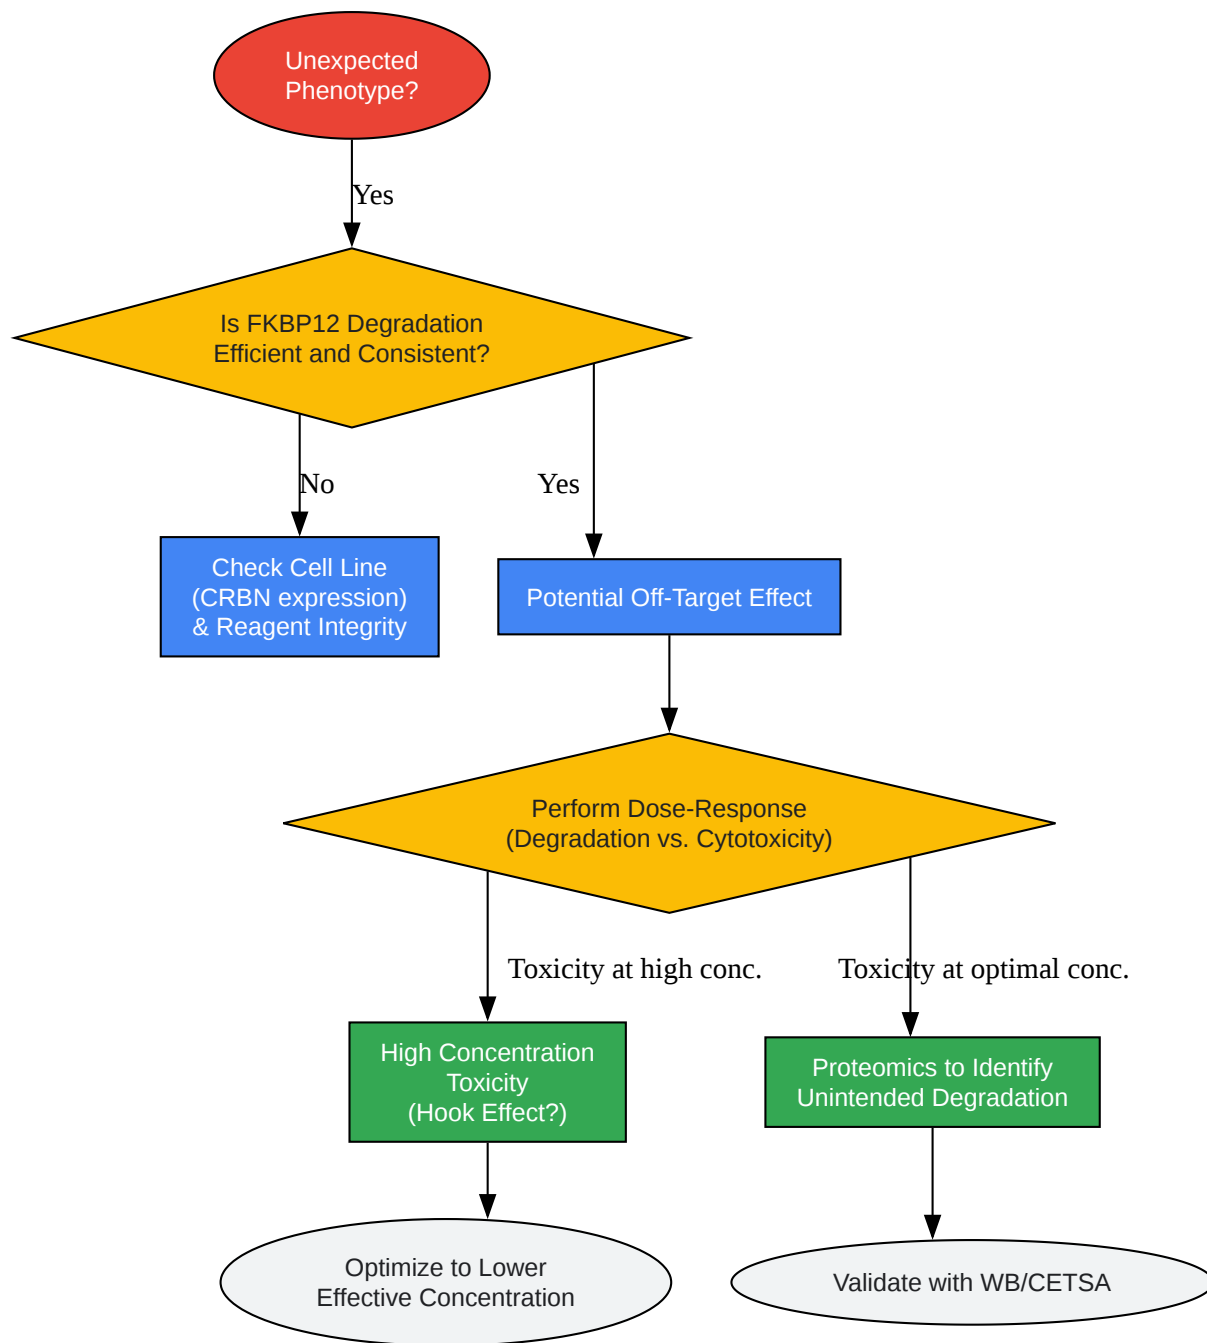 Unexpected
Phenotype?
Yes
Is FKBP12 Degradation
Efficient and Consistent?
No
Yes
Check Cell Line
(CRBN expression)
& Reagent Integrity
Potential Off-Target Effect
Perform Dose-Response
(Degradation vs. Cytotoxicity)
Toxicity at high conc.
Toxicity at optimal conc.
High Concentration
Toxicity
(Hook Effect?)
Proteomics to Identify
Unintended Degradation
Optimize to Lower
Effective Concentration
Validate with WB/CETSA